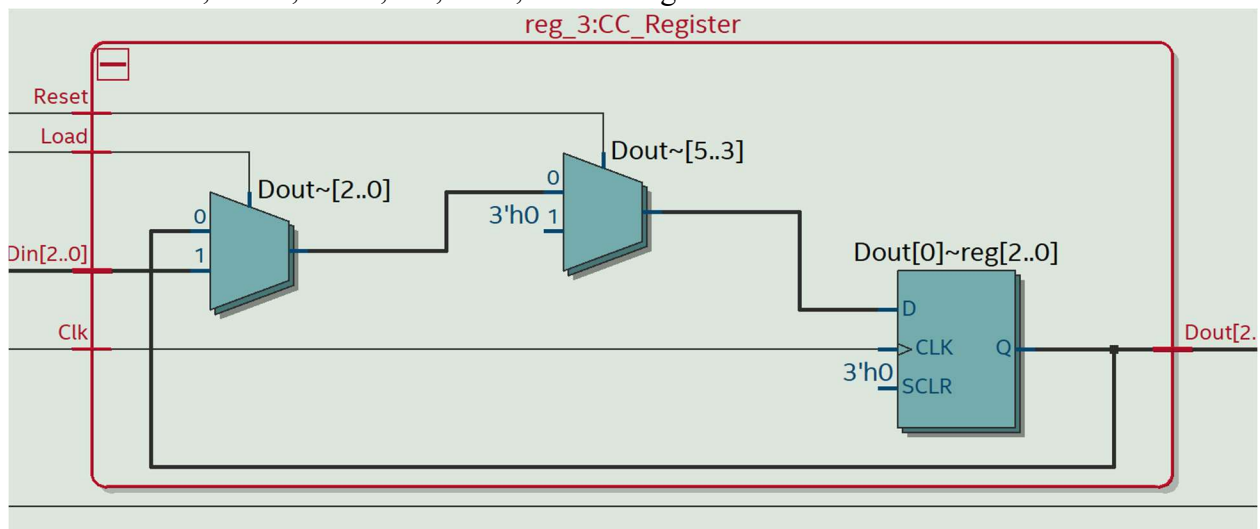 reg_3:CC_Register
Reset
Load
Dout~[5..3]
Dout~[2..0]
0
3'h0 1
0
1
Din[2..0]
Dout[0]~reg[2..0]
D
Clk
CLK
Q
Dout[2.
3'h0
SCLR